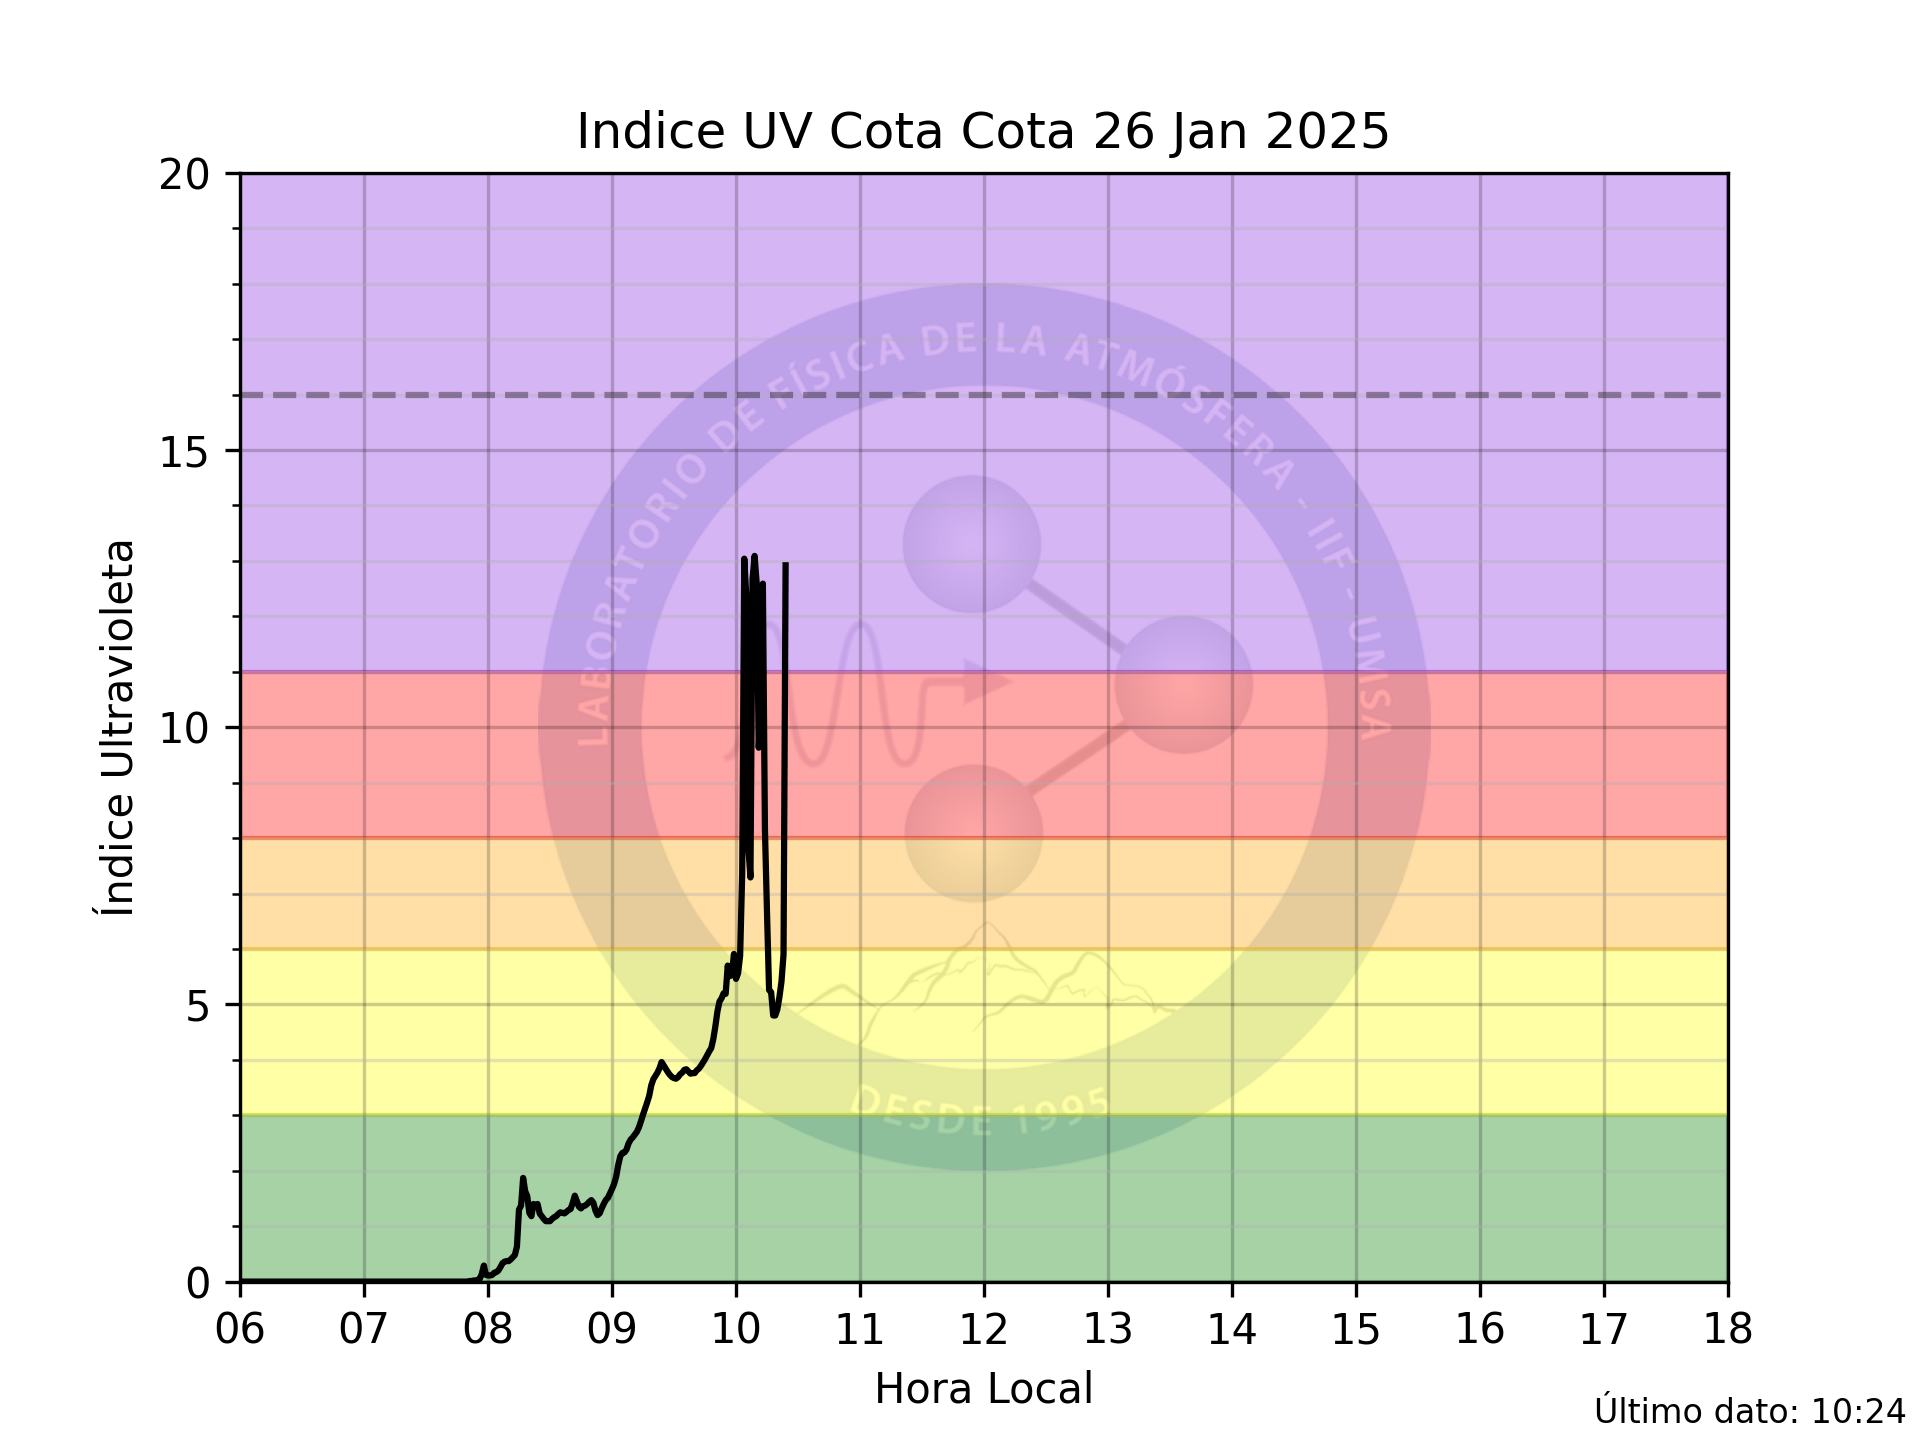 Indice UV Cota Cota 26 Jan 2025
20
15
10
5
0
Índice Ultravioleta
LABORATORIO DE FÍSICA DE LA ATMÓSFERA - IIF - UMSA
DESDE 1995
06 07 08 09 10 11 12 13 14 15 16 17 18
Hora Local
Último dato: 10:24